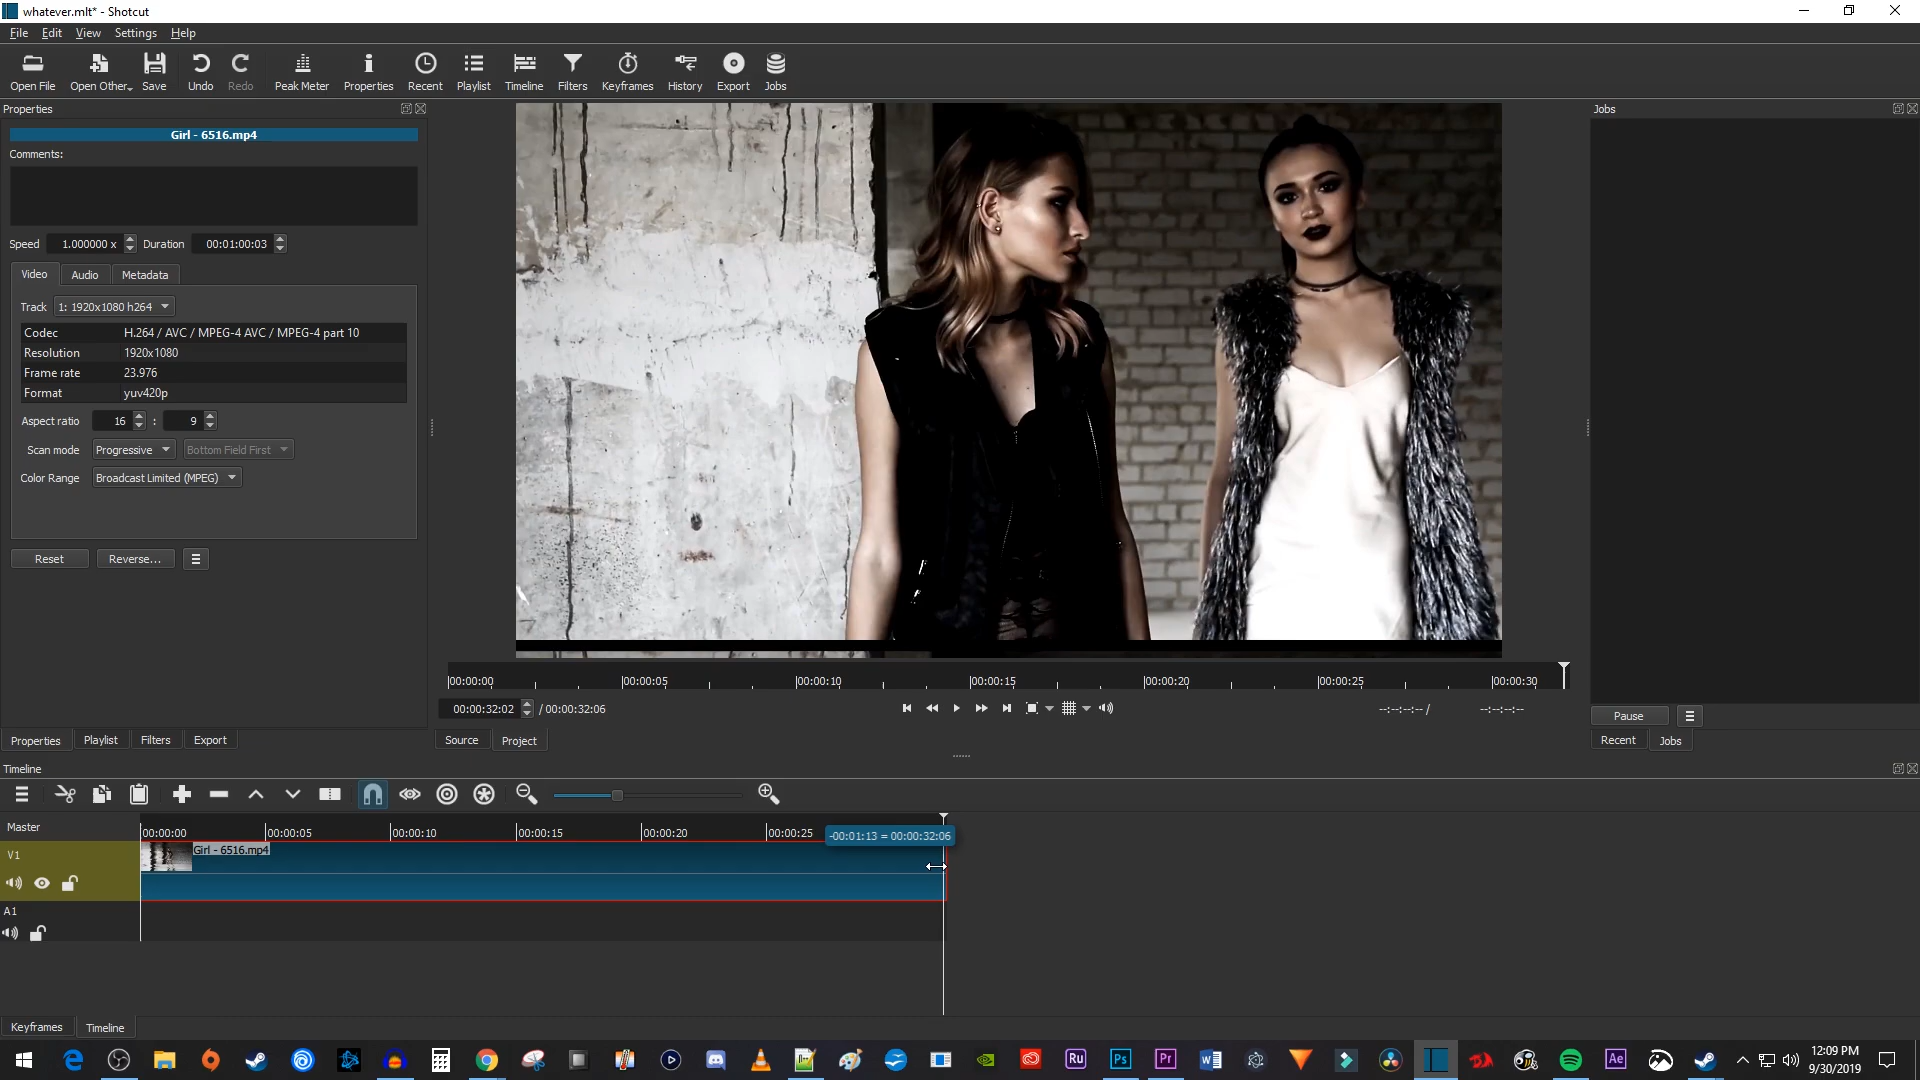 whatever.mlt* - Shotcut
File Edit View Settings Help
Open File Open Other... Save Undo Redo Peak Meter Properties Recent Playlist Timeline Filters Keyframes History Export Jobs
Properties
Girl - 6516.mp4
Comments:
Speed 1.000000 x Duration 00:01:00:03
Video Audio Metadata
Track 1: 1920x1080 h264
Codec H.264 / AVC / MPEG-4 AVC / MPEG-4 part 10
Resolution 1920x1080
Frame rate 23.976
Format yuv420p
Aspect ratio 16 : 9
Scan mode Progressive Bottom Field First
Color Range Broadcast Limited (MPEG)
Reset Reverse...
Properties Playlist Filters Export
00:00:00 00:00:05 00:00:10 00:00:15 00:00:20 00:00:25 00:00:30
00:00:32:02 / 00:00:32:06 --:--:--:-- / --:--:--:--
Source Project
Jobs
Pause
Recent Jobs
Timeline
Master
00:00:00 00:00:05 00:00:10 00:00:15 00:00:20 00:00:25
-00:01:13 = 00:00:32:06
V1
Girl - 6516.mp4
A1
Keyframes Timeline
Ru Ps Pr Ae
12:09 PM
9/30/2019